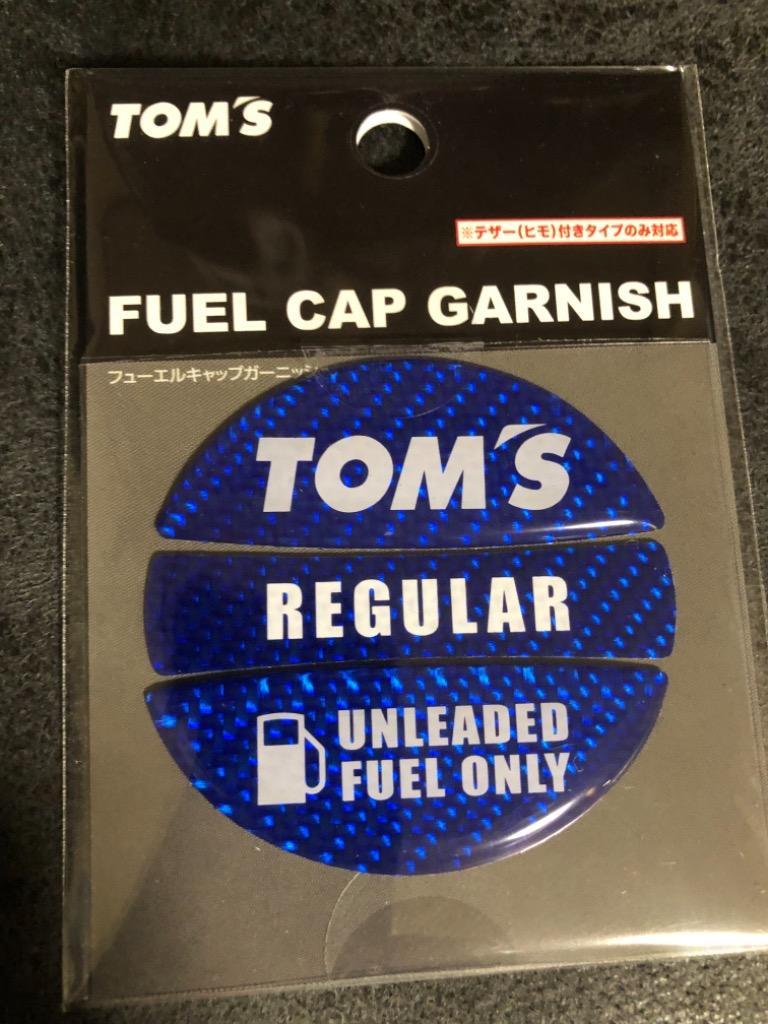 TOM'S
※テザー(ヒモ)付きタイプのみ対応
FUEL CAP GARNISH
フューエルキャップガーニッシ
TOM'S
REGULAR
UNLEADED
FUEL ONLY